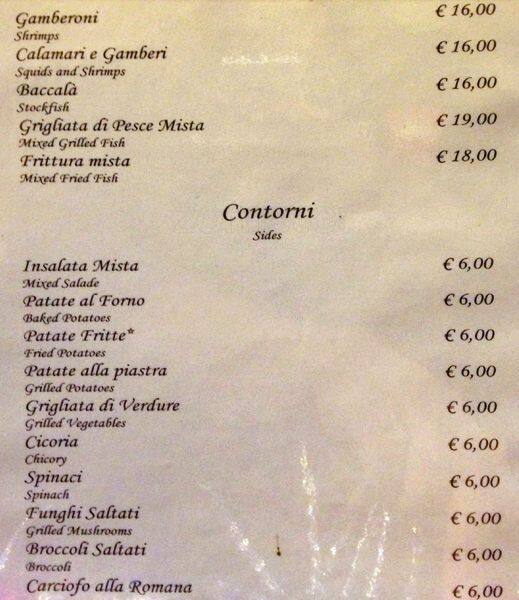 Gamberoni € 16,00
Shrimps
Calamari e Gamberi € 16,00
Squids and Shrimps
Baccalà € 16,00
Stockfish
Grigliata di Pesce Mista € 19,00
Mixed Grilled Fish
Frittura mista € 18,00
Mixed Fried Fish
Contorni
Sides
Insalata Mista € 6,00
Mixed Salade
Patate al Forno € 6,00
Baked Potatoes
Patate Fritte* € 6,00
Fried Potatoes
Patate alla piastra € 6,00
Grilled Potatoes
Grigliata di Verdure € 6,00
Grilled Vegetables
Cicoria € 6,00
Chicory
Spinaci € 6,00
Spinach
Funghi Saltati € 6,00
Grilled Mushrooms
Broccoli Saltati € 6,00
Broccoli
Carciofo alla Romana € 6,00